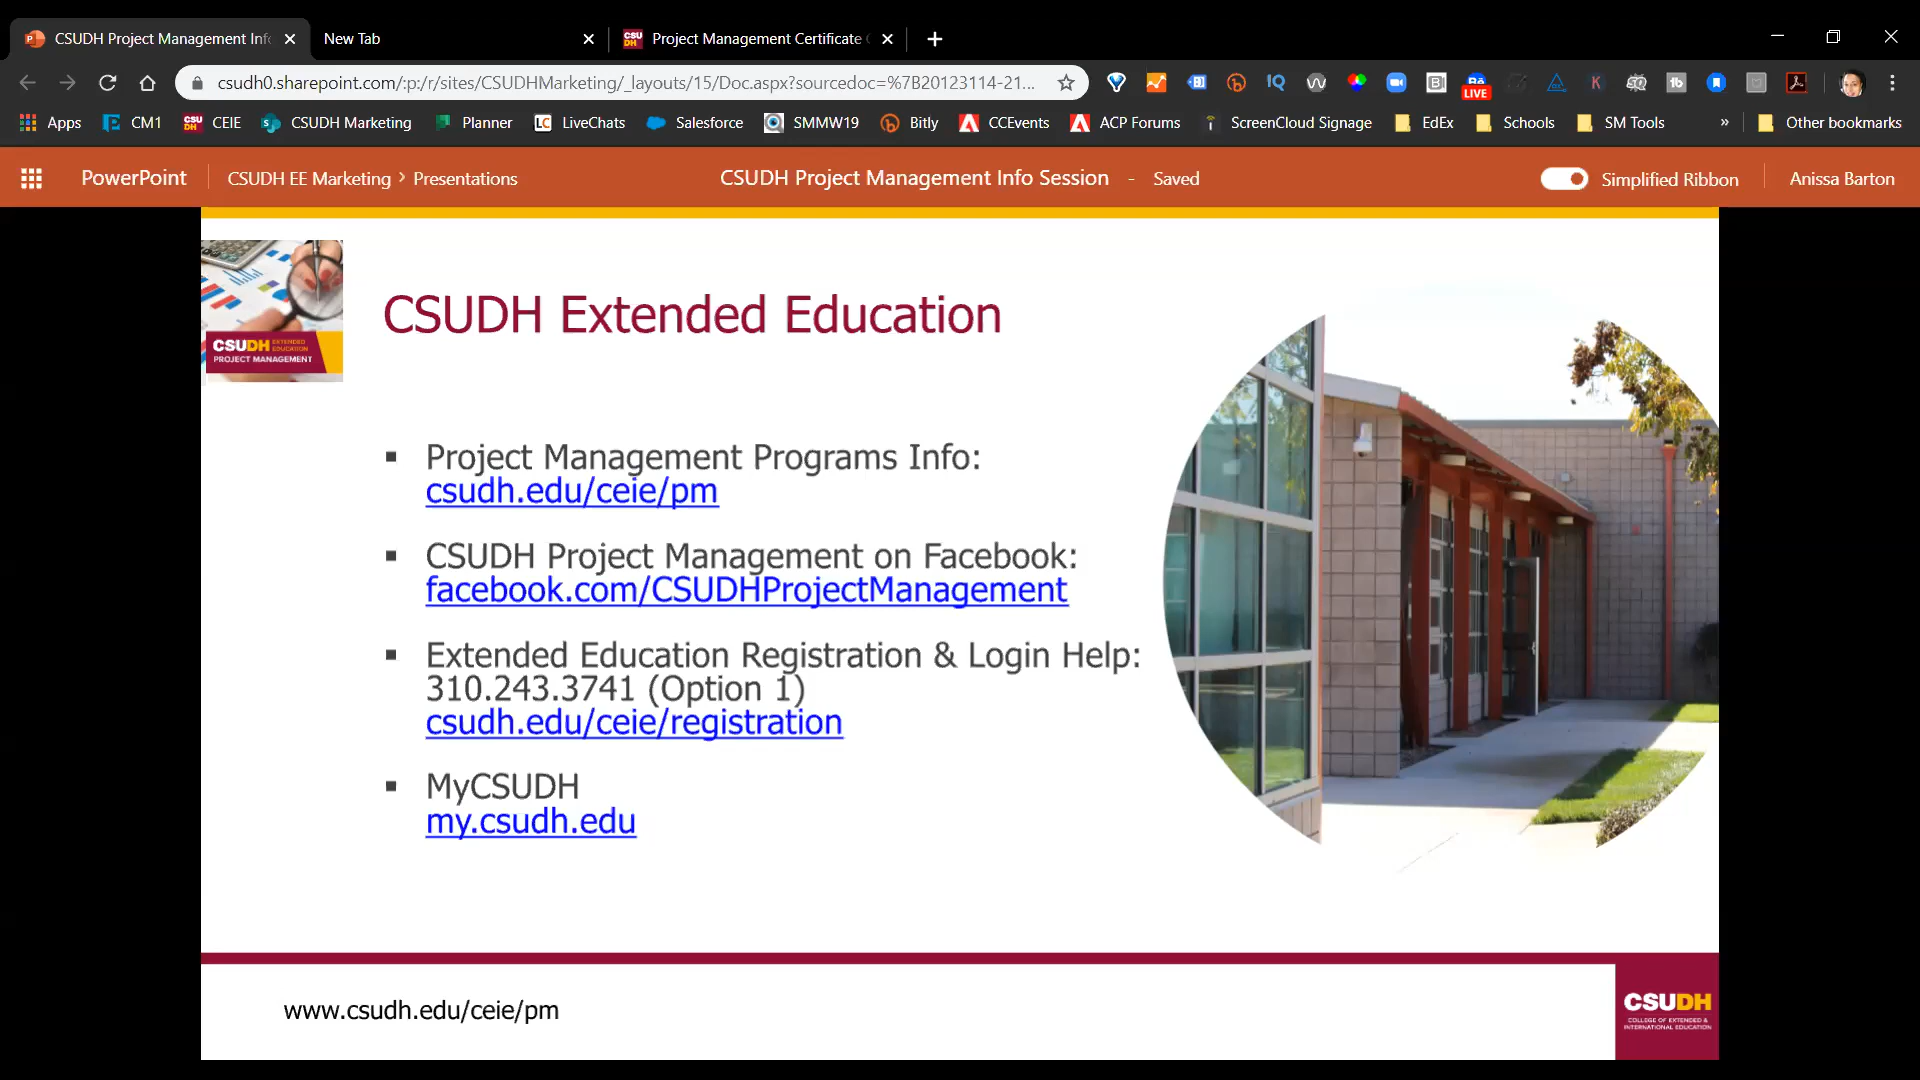 CSUDH Project Management Inf
New Tab
CSU DH Project Management Certificate
csudh0.sharepoint.com/:p:/r/sites/CSUDHMarketing/_layouts/15/Doc.aspx?sourcedoc=%7B20123114-21...
LIVE
Apps CM1 CEIE CSUDH Marketing Planner LiveChats Salesforce SMMW19 Bitly CCEvents ACP Forums ScreenCloud Signage EdEx Schools SM Tools » Other bookmarks
PowerPoint CSUDH EE Marketing > Presentations CSUDH Project Management Info Session - Saved Simplified Ribbon Anissa Barton
CSUDH EXTENDED EDUCATION
PROJECT MANAGEMENT
CSUDH Extended Education
▪ Project Management Programs Info:
csudh.edu/ceie/pm
▪ CSUDH Project Management on Facebook:
facebook.com/CSUDHProjectManagement
▪ Extended Education Registration & Login Help:
310.243.3741 (Option 1)
csudh.edu/ceie/registration
▪ MyCSUDH
my.csudh.edu
www.csudh.edu/ceie/pm
CSUDH
COLLEGE OF EXTENDED &
INTERNATIONAL EDUCATION